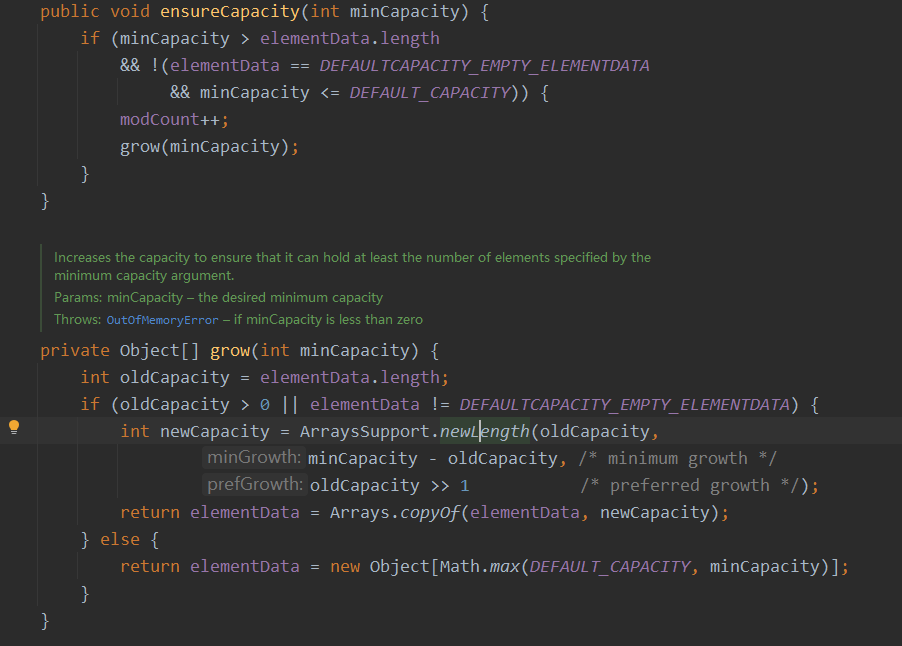 public void ensureCapacity(int minCapacity) {
if (minCapacity > elementData.length
&& !(elementData == DEFAULTCAPACITY_EMPTY_ELEMENTDATA
&& minCapacity <= DEFAULT_CAPACITY)) {
modCount++;
grow(minCapacity);
}
}
Increases the capacity to ensure that it can hold at least the number of elements specified by the
minimum capacity argument.
Params: minCapacity – the desired minimum capacity
Throws: OutOfMemoryError – if minCapacity is less than zero
private Object[] grow(int minCapacity) {
int oldCapacity = elementData.length;
if (oldCapacity > 0 || elementData != DEFAULTCAPACITY_EMPTY_ELEMENTDATA) {
int newCapacity = ArraysSupport.newLength(oldCapacity,
minGrowth: minCapacity - oldCapacity, /* minimum growth */
prefGrowth: oldCapacity >> 1 /* preferred growth */);
return elementData = Arrays.copyOf(elementData, newCapacity);
} else {
return elementData = new Object[Math.max(DEFAULT_CAPACITY, minCapacity)];
}
}